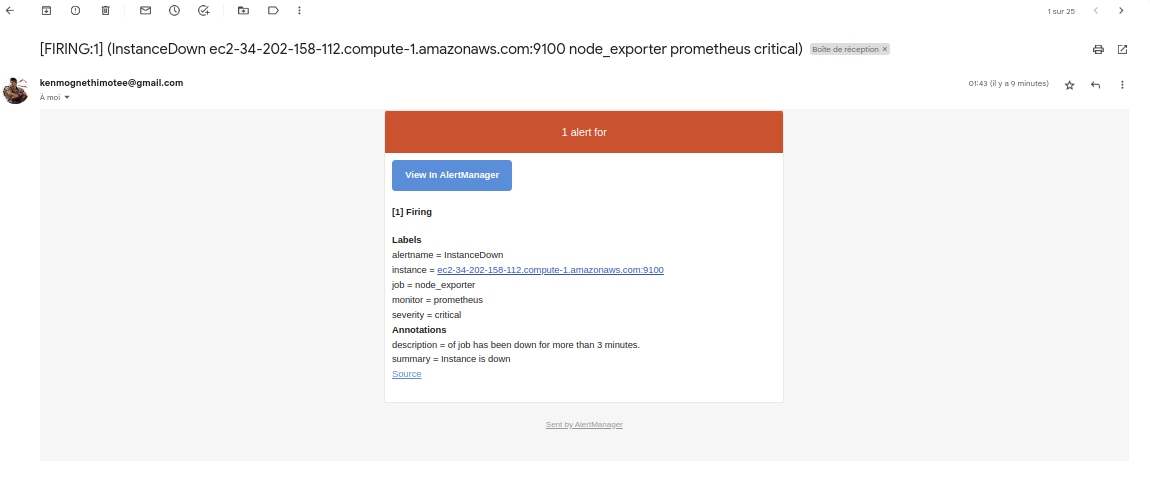 1 sur 25
[FIRING:1] (InstanceDown ec2-34-202-158-112.compute-1.amazonaws.com:9100 node_exporter prometheus critical)
Boîte de réception ×
kenmognethimotee@gmail.com
01:43 (il y a 9 minutes)
À moi
1 alert for
View In AlertManager
[1] Firing
Labels
alertname = InstanceDown
instance = ec2-34-202-158-112.compute-1.amazonaws.com:9100
job = node_exporter
monitor = prometheus
severity = critical
Annotations
description = of job has been down for more than 3 minutes.
summary = Instance is down
Source
Sent by AlertManager